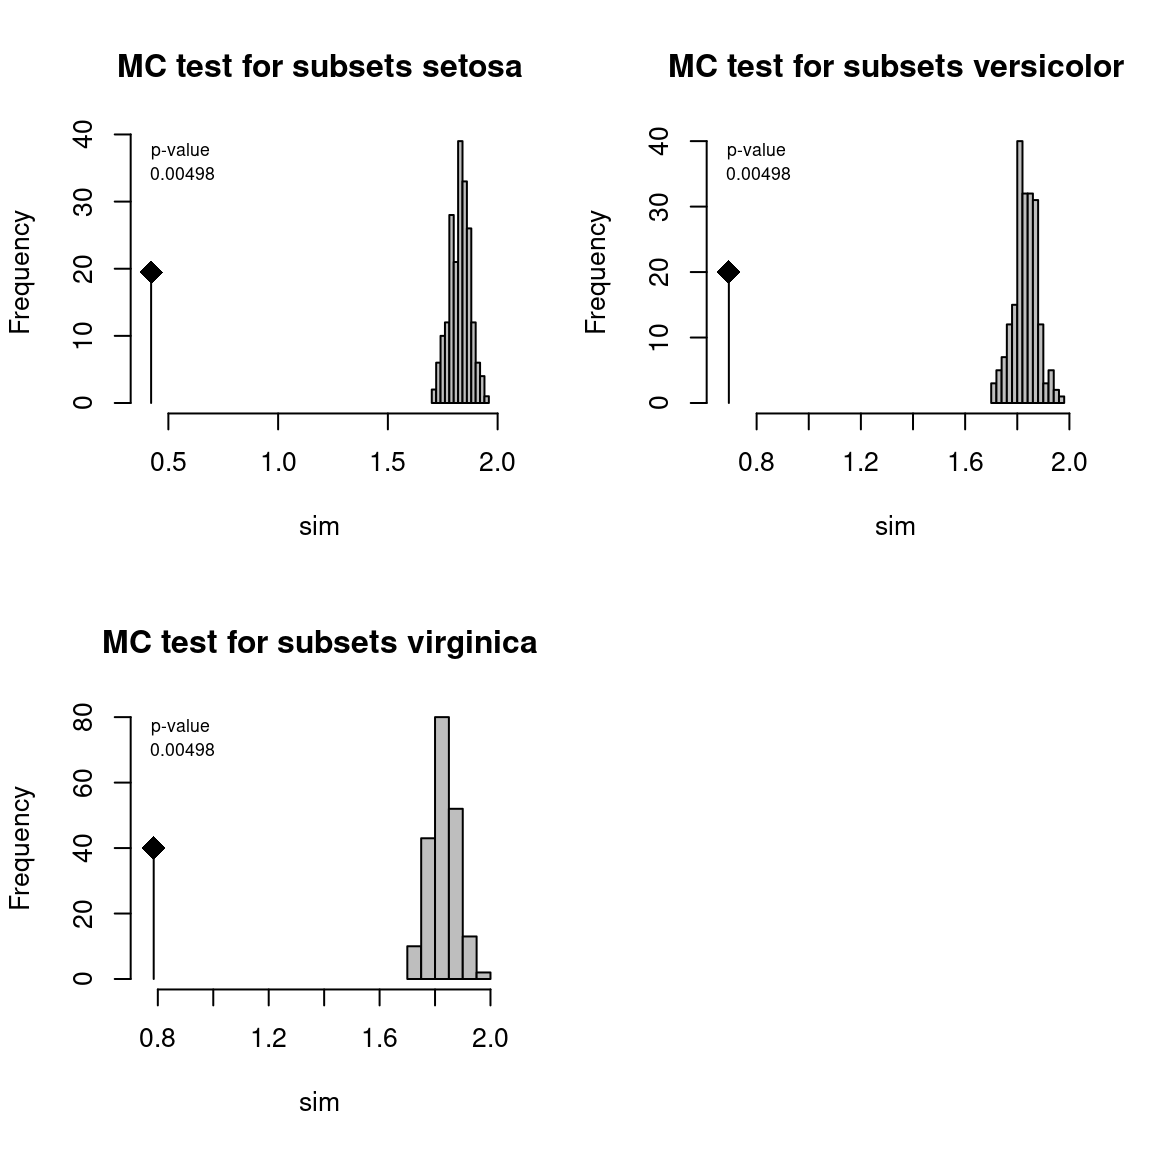 MC test for subsets setosa
p-value
0.00498
Frequency
0
10
20
30
40
0.5 1.0 1.5 2.0
sim
MC test for subsets versicolor
p-value
0.00498
Frequency
0
10
20
30
40
0.8 1.2 1.6 2.0
sim
MC test for subsets virginica
p-value
0.00498
Frequency
0
20
40
60
80
0.8 1.2 1.6 2.0
sim